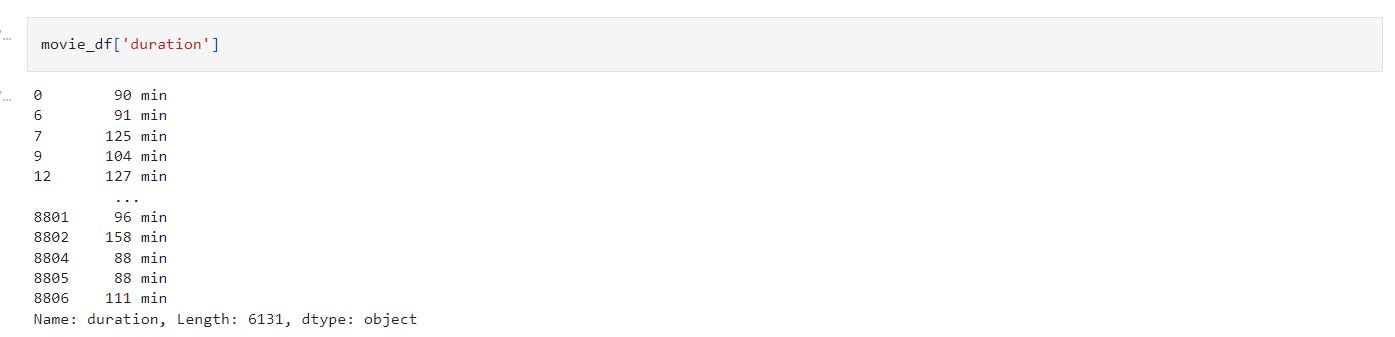 movie_df['duration']
0 90 min
6 91 min
7 125 min
9 104 min
12 127 min
...
8801 96 min
8802 158 min
8804 88 min
8805 88 min
8806 111 min
Name: duration, Length: 6131, dtype: object